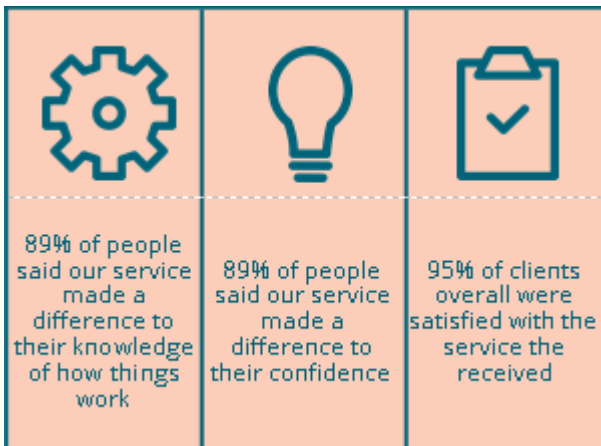 89% of people
said our service
made a
difference to
their knowledge
of how things
work
89% of people
said our service
made a
difference to
their confidence
95% of clients
overall were
satisfied with the
service the
received